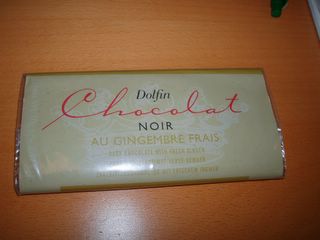 Dolfin
Chocolat
NOIR
AU GINGEMBRE FRAIS
DARK CHOCOLATE WITH FRESH GINGER